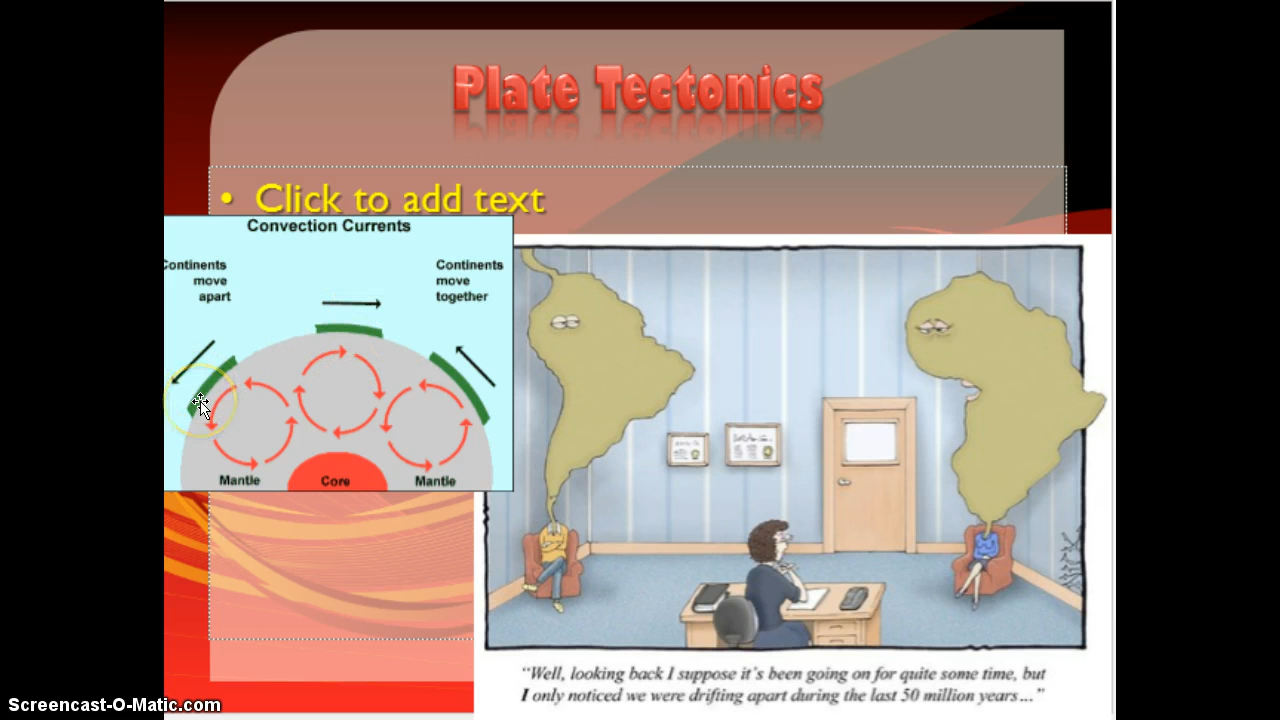 Plate Tectonics
• Click to add text
Convection Currents
Continents
move
apart
Continents
move
together
Mantle
Core
Mantle
“Well, looking back I suppose it’s been going on for quite some time, but
I only noticed we were drifting apart during the last 50 million years...”
Screencast-O-Matic.com